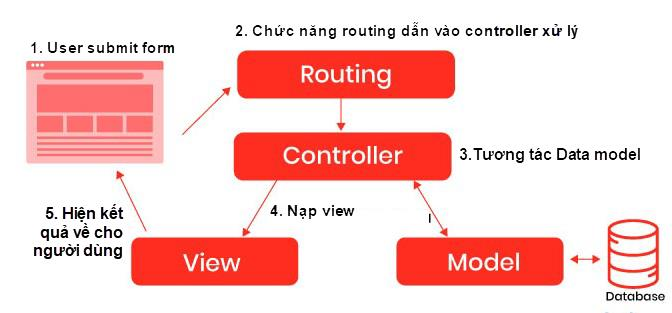 1. User submit form
2. Chức năng routing dẫn vào controller xử lý
Routing
Controller
3.Tương tác Data model
4. Nạp view
5. Hiện kết
quả về cho
người dùng
View
Model
Database